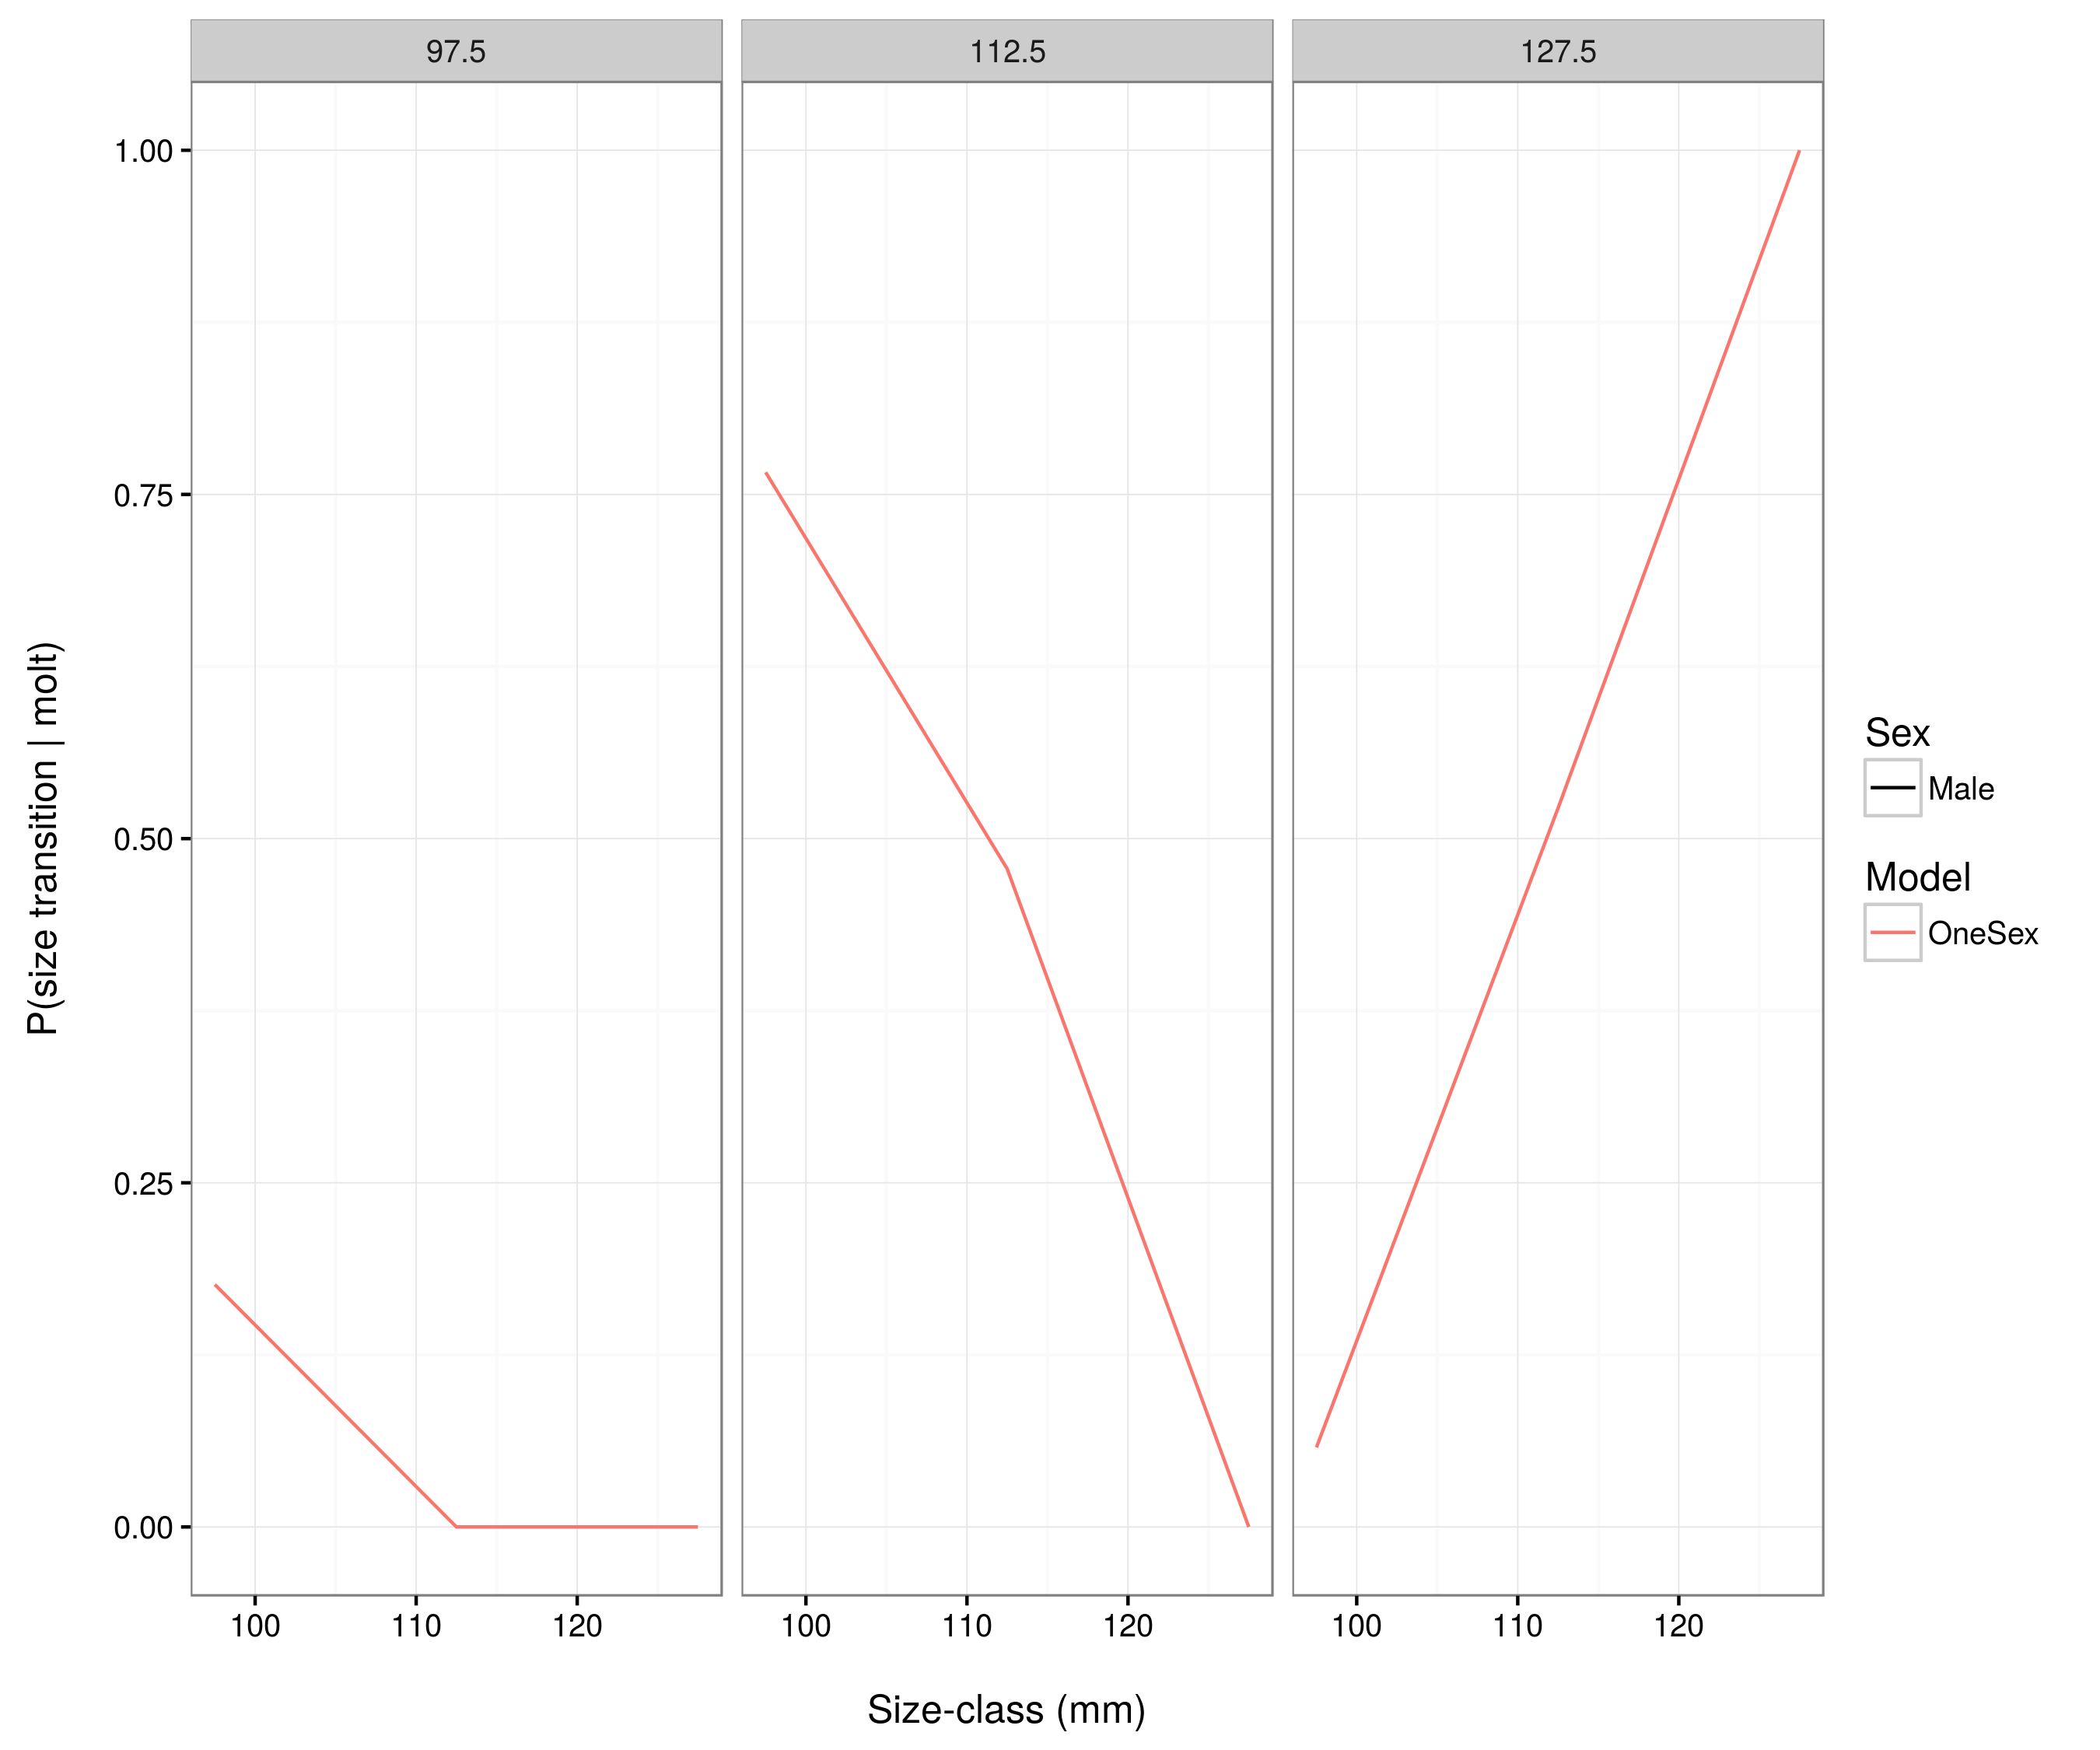 97.5 112.5 127.5
1.00
0.75
0.50
0.25
0.00
P(size transition | molt)
100 110 120 100 110 120 100 110 120
Size-class (mm)
Sex
Male
Model
OneSex